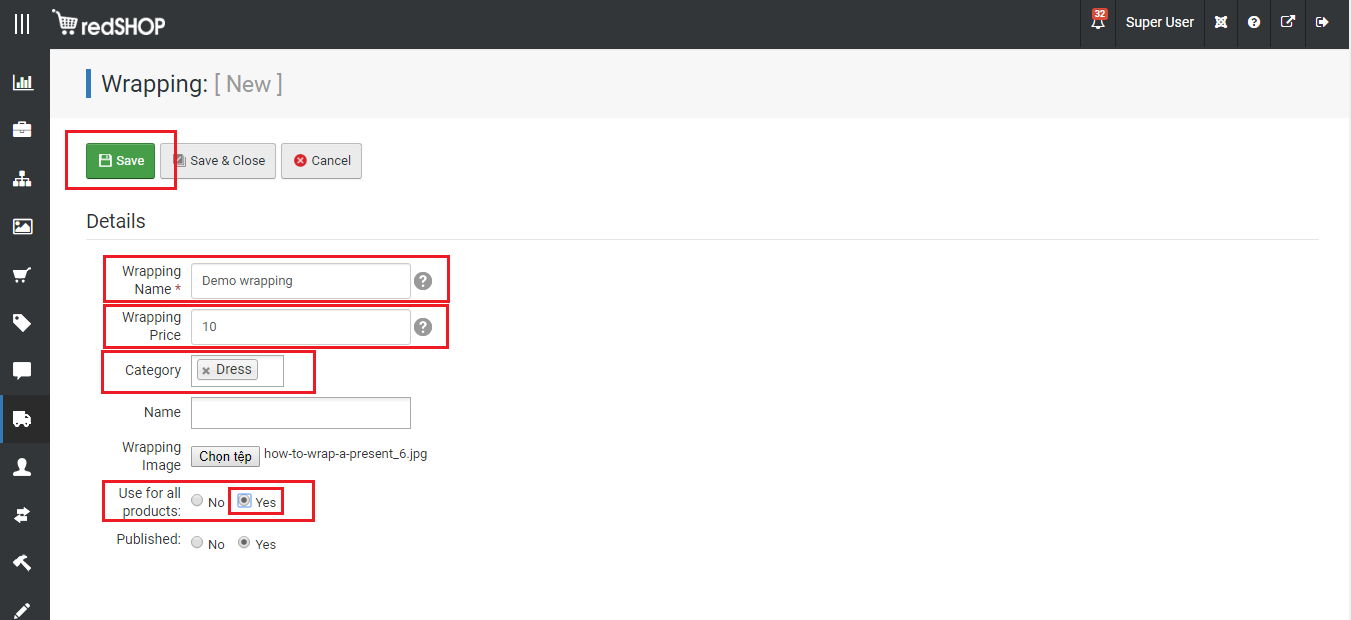 redSHOP
32
Super User
Wrapping: [ New ]
Save
Save & Close
Cancel
Details
Wrapping
Name *
Demo wrapping
Wrapping
Price
10
Category
Dress
Name
Wrapping
Image
Chọn tệp how-to-wrap-a-present_6.jpg
Use for all
products:
No Yes
Published:
No Yes